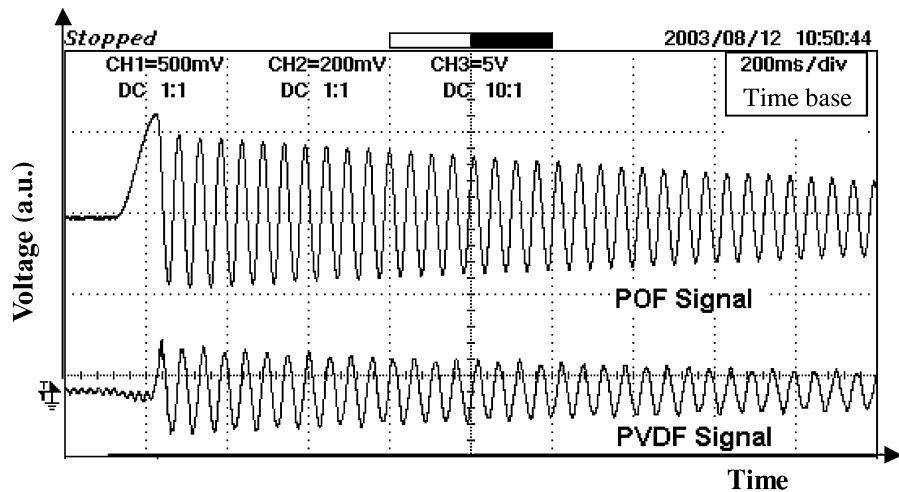 Stopped 2003/08/12 10:50:44
CH1=500mV CH2=200mV CH3=5V 200ms/div
DC 1:1 DC 1:1 DC 10:1 Time base
Voltage (a.u.)
POF Signal
PVDF Signal
Time